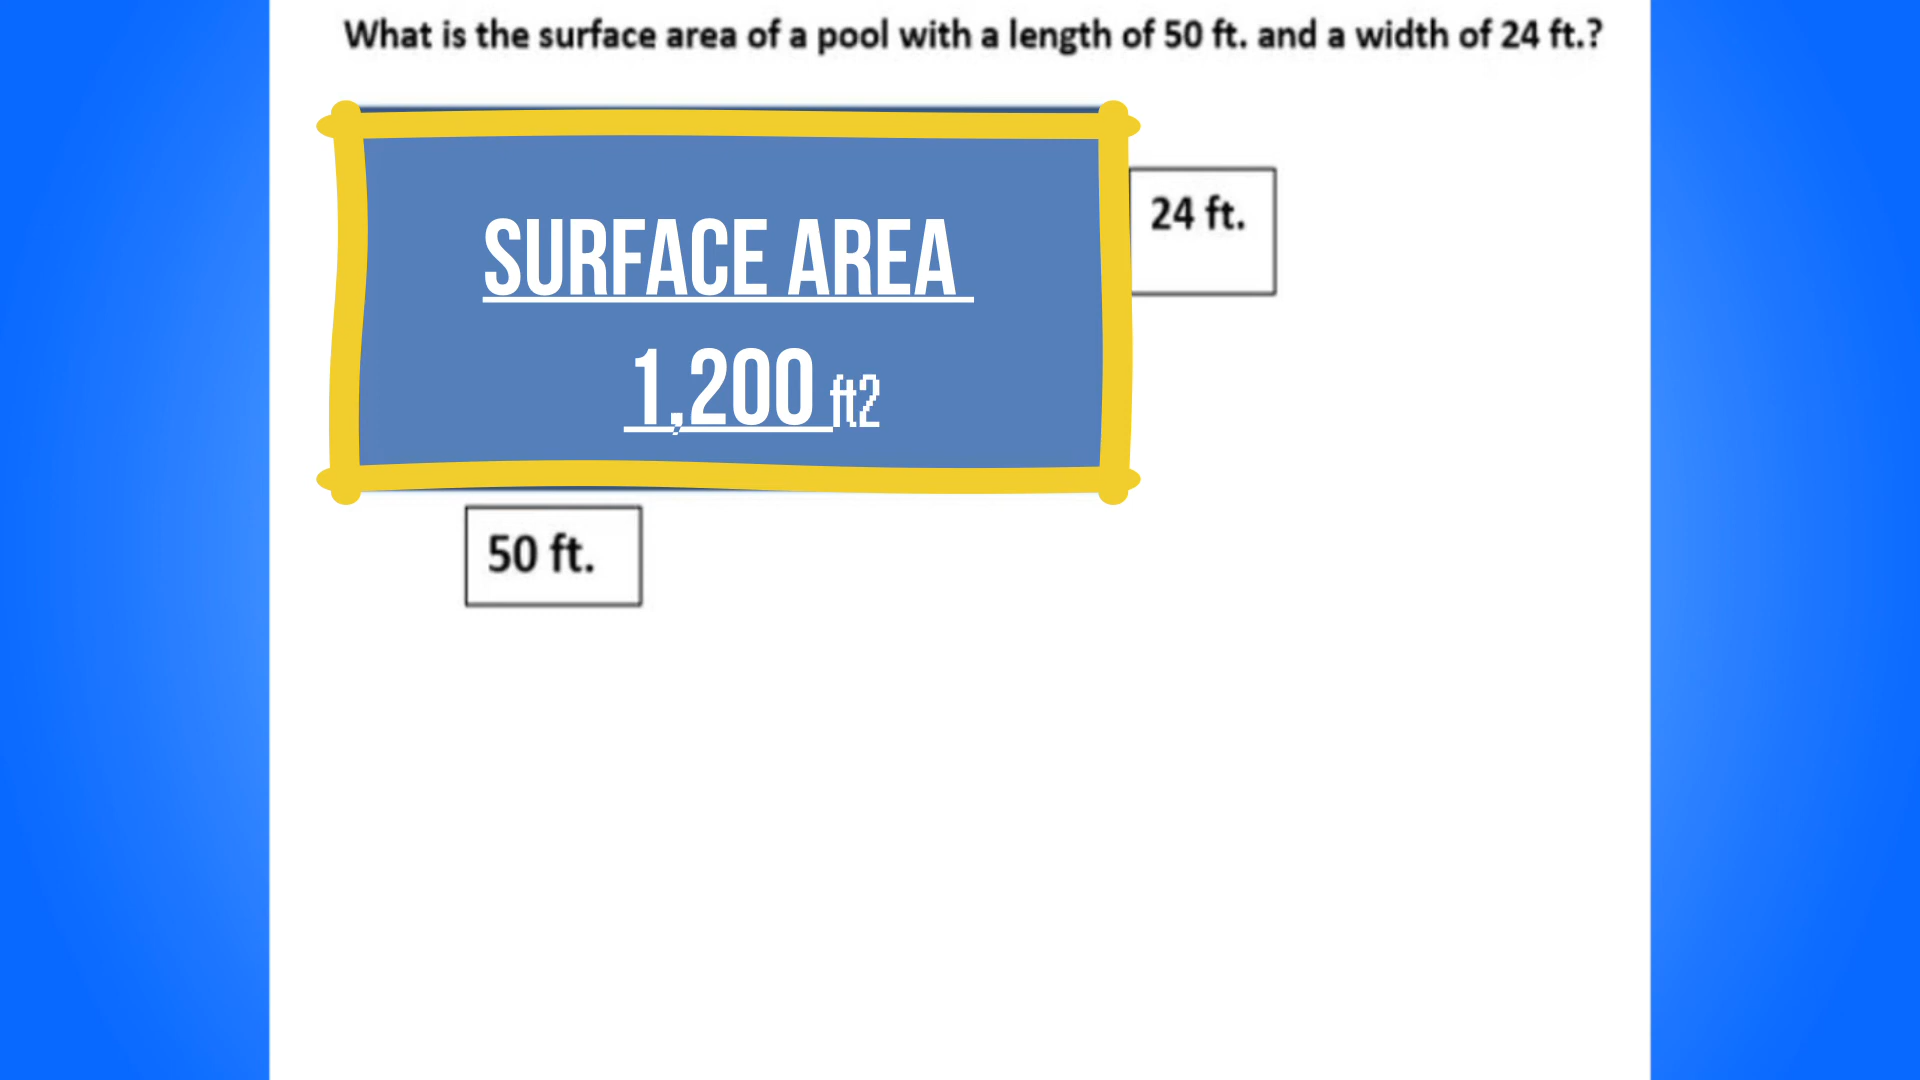 What is the surface area of a pool with a length of 50 ft. and a width of 24 ft.?
SURFACE AREA
24 ft.
1,200 ft2
50 ft.